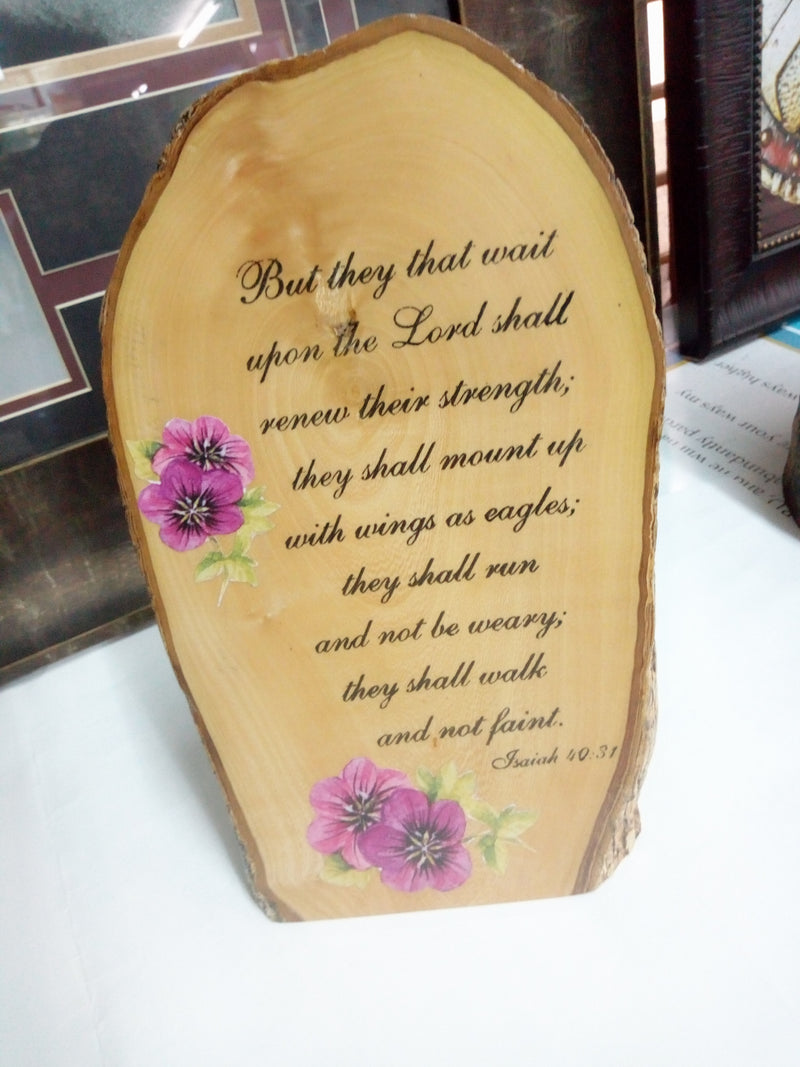 But they that wait
upon the Lord shall
renew their strength;
they shall mount up
with wings as eagles;
they shall run
and not be weary;
they shall walk
and not faint.
Isaiah 40:31